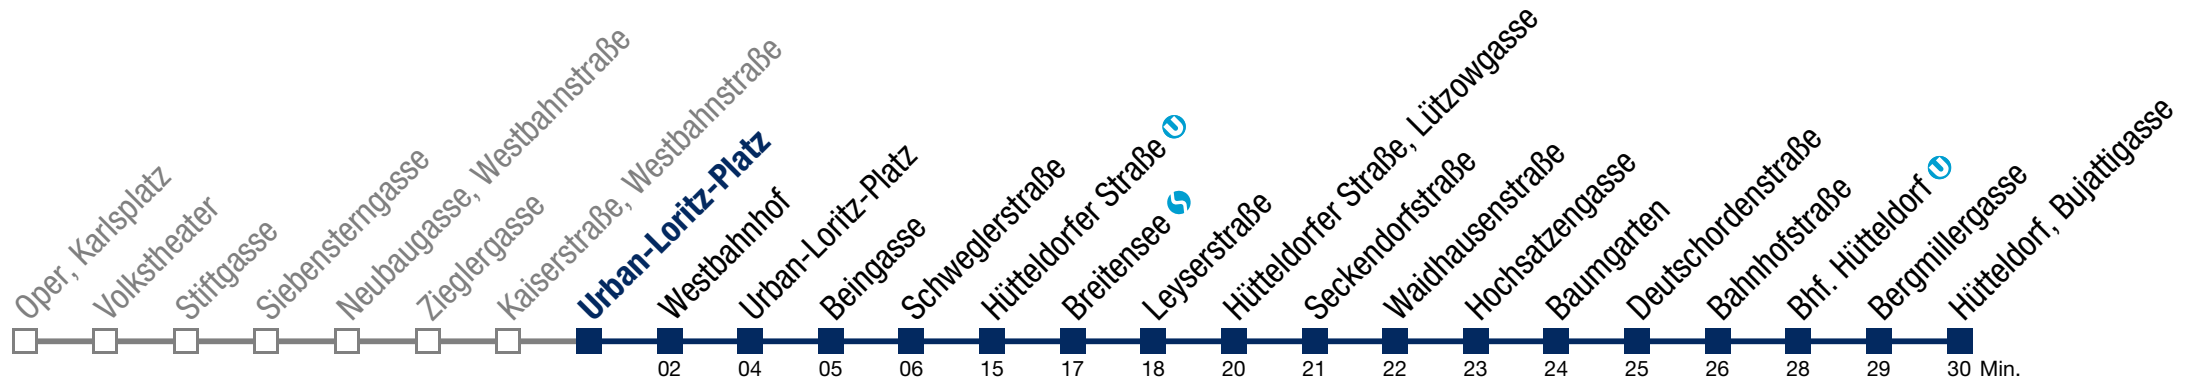 Oper, Karlsplatz
Volkstheater
Stiftgasse
Siebensterngasse
Neubaugasse, Westbahnstraße
Zieglergasse
Kaiserstraße, Westbahnstraße
Urban-Loritz-Platz
Westbahnhof
Urban-Loritz-Platz
Beingasse
Schweglerstraße
Hütteldorfer Straße U
Breitensee S
Leyserstraße
Hütteldorfer Straße, Lützowgasse
Seckendorfstraße
Waidhausenstraße
Hochsatzengasse
Baumgarten
Deutschordenstraße
Bahnhofstraße
Bhf. Hütteldorf U
Bergmillergasse
Hütteldorf, Bujattigasse
02 04 05 06 15 17 18 20 21 22 23 24 25 26 28 29 30 Min.